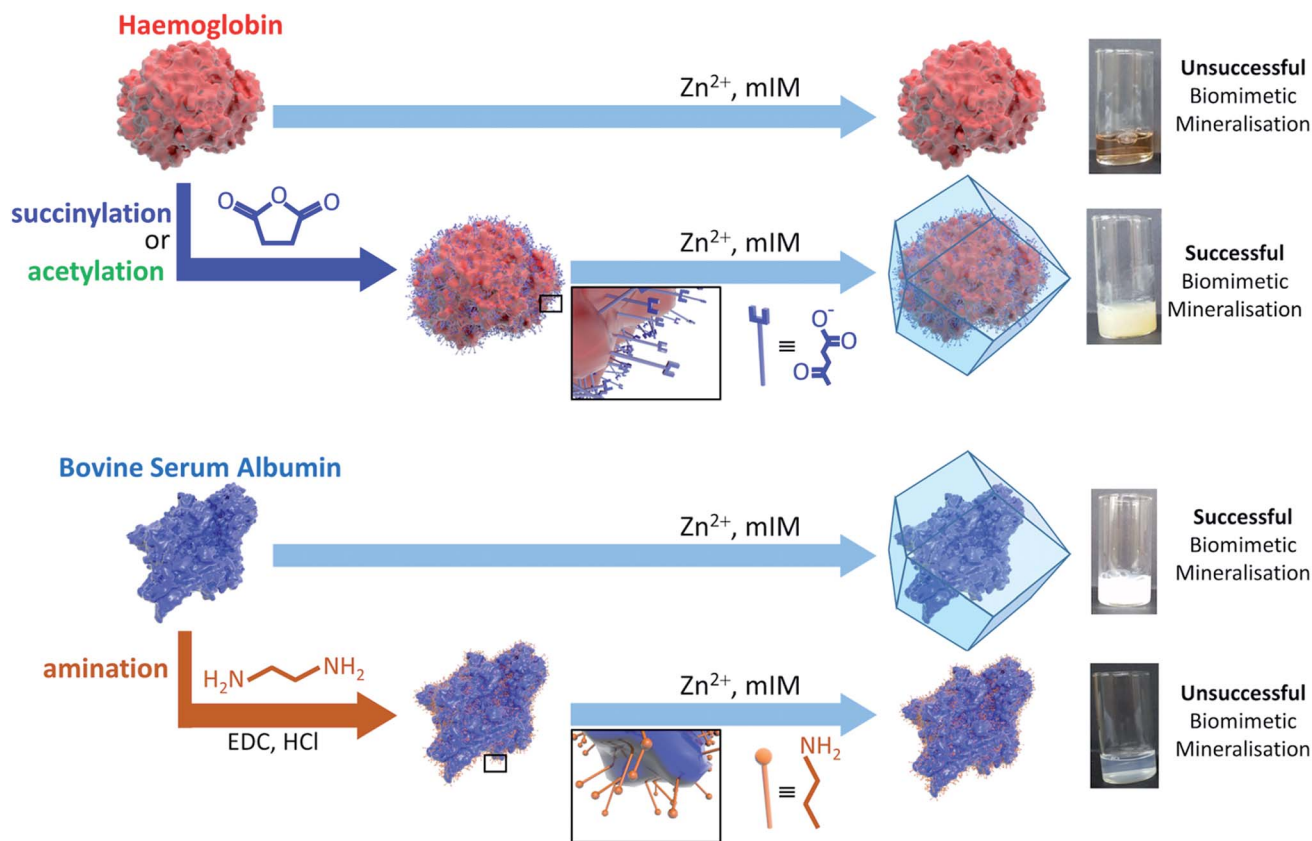 Haemoglobin
Zn²⁺, mIM
Unsuccessful
Biomimetic
Mineralisation
succinylation
or
acetylation
O O O
Zn²⁺, mIM
≡
O⁻
O
O
Successful
Biomimetic
Mineralisation
Bovine Serum Albumin
Zn²⁺, mIM
Successful
Biomimetic
Mineralisation
amination
H₂N NH₂
EDC, HCl
Zn²⁺, mIM
≡
NH₂
Unsuccessful
Biomimetic
Mineralisation